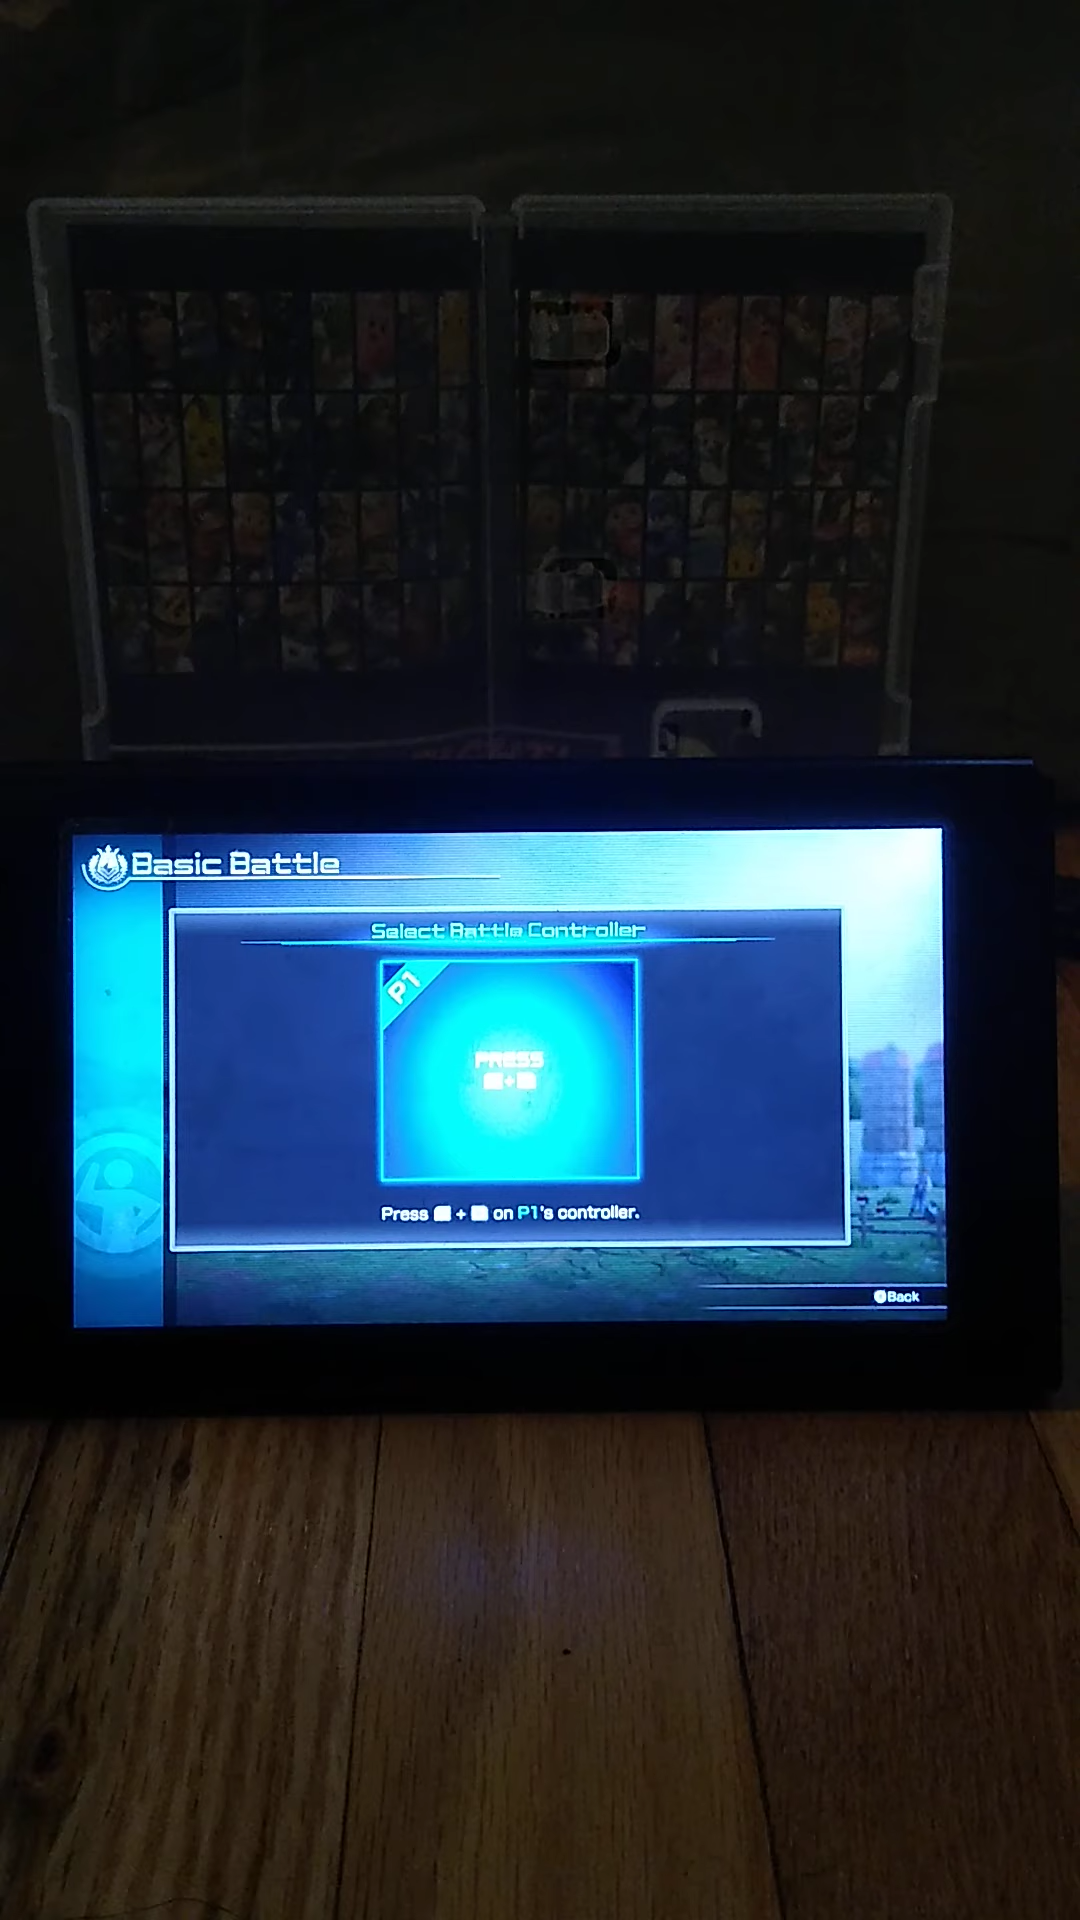 Basic Battle
Select Battle Controller
P1
PRESS
+
Press + on P1's controller.
Back